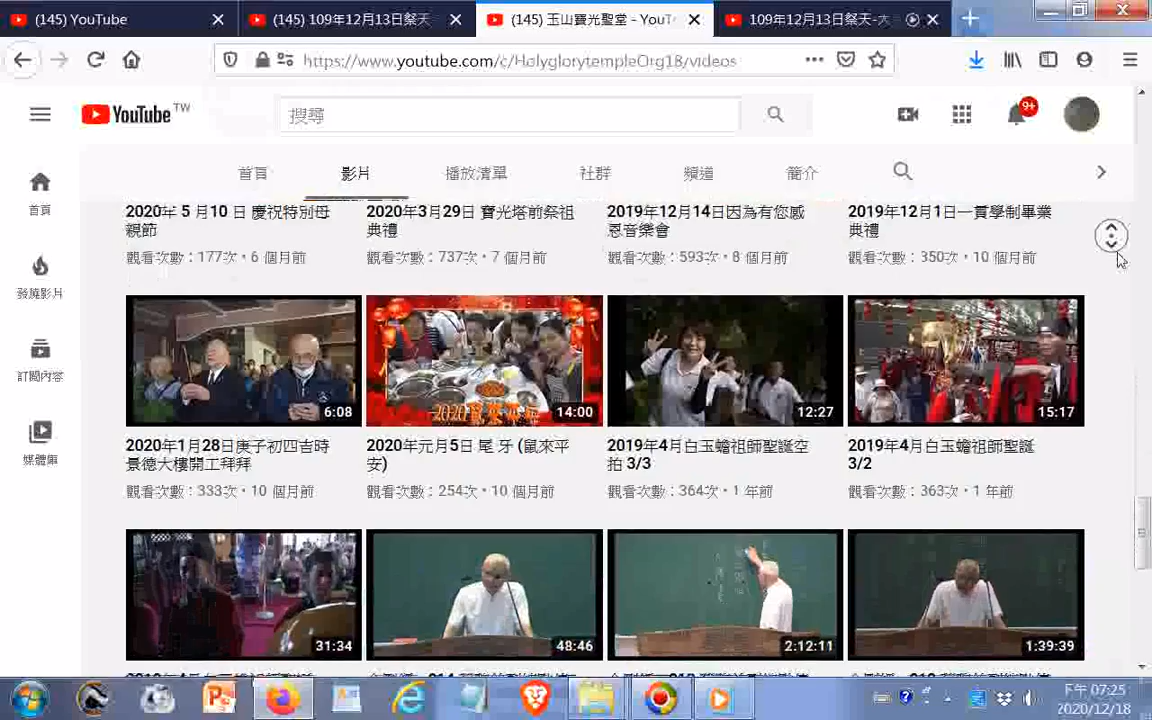 (145) YouTube
(145) 109年12月13日祭天
(145) 玉山寶光聖堂 - YouT
109年12月13日祭天-大
https://www.youtube.com/c/HolyglorytempleOrg18/videos
YouTube TW
搜尋
9+
首頁
影片
播放清單
社群
頻道
簡介
首頁
發燒影片
訂閱內容
媒體庫
2020年 5 月10 日 慶祝特別母
親節
觀看次數：177次・6 個月前
2020年3月29日 寶光塔前祭祖
典禮
觀看次數：737次・7 個月前
2019年12月14日因為有您感
恩音樂會
觀看次數：593次・8 個月前
2019年12月1日一貫學制畢業
典禮
觀看次數：350次・10 個月前
6:08
14:00
12:27
15:17
2020年1月28日庚子初四吉時
景德大樓開工拜拜
觀看次數：333次・10 個月前
2020年元月5日 尾 牙 (鼠來平
安)
觀看次數：254次・10 個月前
2019年4月白玉蟾祖師聖誕空
拍 3/3
觀看次數：364次・1 年前
2019年4月白玉蟾祖師聖誕
3/2
觀看次數：363次・1 年前
31:34
48:46
2:12:11
1:39:39
下午 07:25
2020/12/18